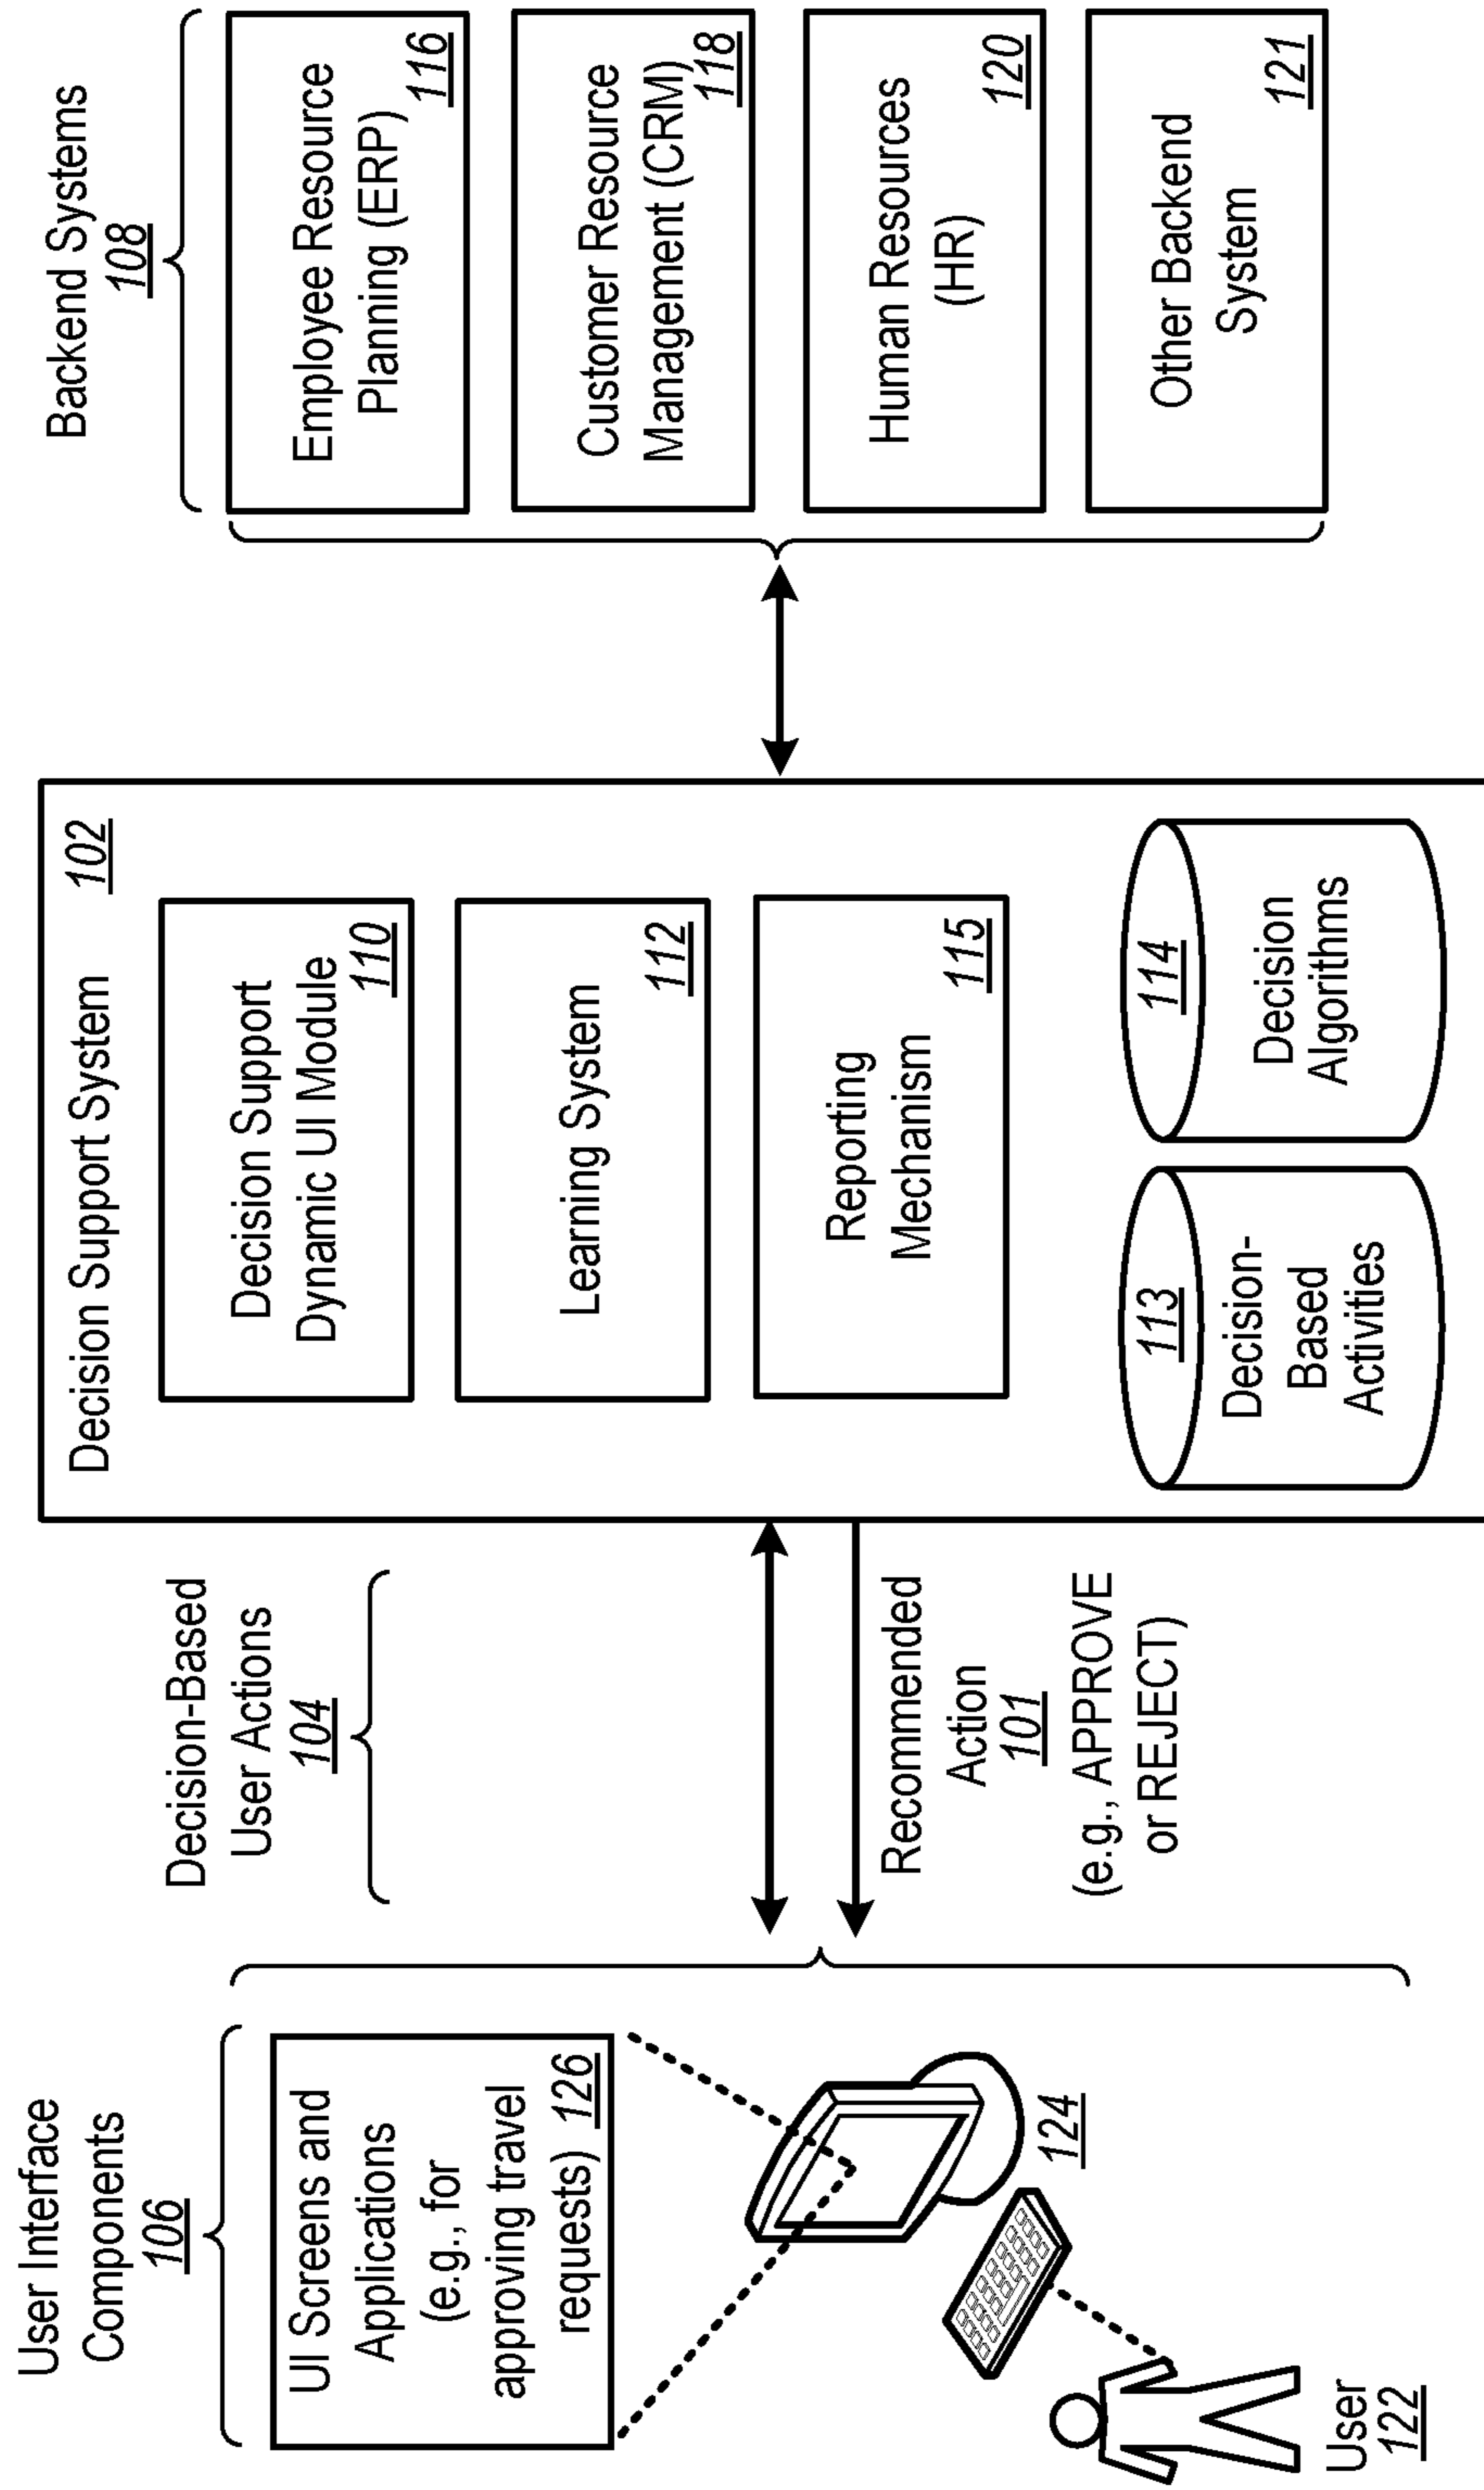 User Interface
Components
106
UI Screens and
Applications
(e.g., for
approving travel
requests) 126
124
User
122
Decision-Based
User Actions
104
Recommended
Action
101
(e.g., APPROVE
or REJECT)
Decision Support System 102
Decision Support
Dynamic UI Module
110
Learning System
112
Reporting
Mechanism
115
113
Decision-
Based
Activities
114
Decision
Algorithms
Backend Systems
108
Employee Resource
Planning (ERP)
116
Customer Resource
Management (CRM)
118
Human Resources
(HR)
120
Other Backend
System
121